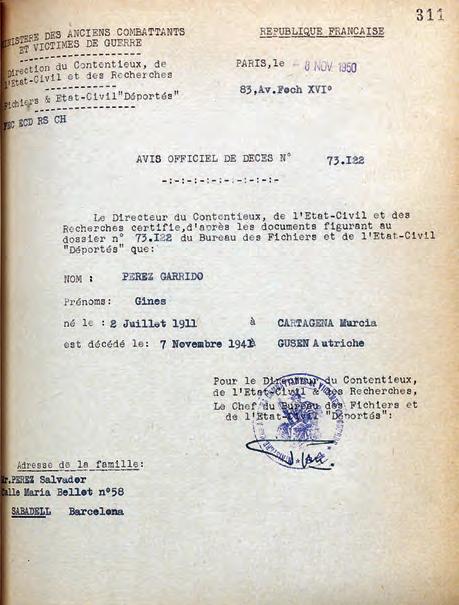 311
MINISTERE DES ANCIENS COMBATTANTS
ET VICTIMES DE GUERRE
Direction du Contentieux, de
l'Etat-Civil et des Recherches
Fichiers & Etat-Civil"Déportés"
FEC ECD RS CH
REPUBLIQUE FRANCAISE
PARIS,le - 8 NOV 1950
83,Av.Foch XVI°
AVIS OFFICIEL DE DECES N° 73.I22
-:-:-:-:-:-:-:-:-
Le Directeur du Contentieux, de l'Etat-Civil et des
Recherches certifie,d'après les documents figurant au
dossier n° 73.I22 du Bureau des Fichiers et de l'Etat-Civil
"Déportés" que:
NOM : PEREZ GARRIDO
Prénoms: Gines
né le : 2 Juillet 1911 à CARTAGENA Murcia
est décédé le: 7 Novembre 1941à GUSEN Autriche
Pour le Directeur du Contentieux,
de l'Etat-Civil & des Recherches,
Le Chef du Bureau des Fichiers et
de l'Etat-Civil "Déportés":
Adresse de la famille:
Mr.PEREZ Salvador
Calle Maria Bellet n°58
SABADELL Barcelona